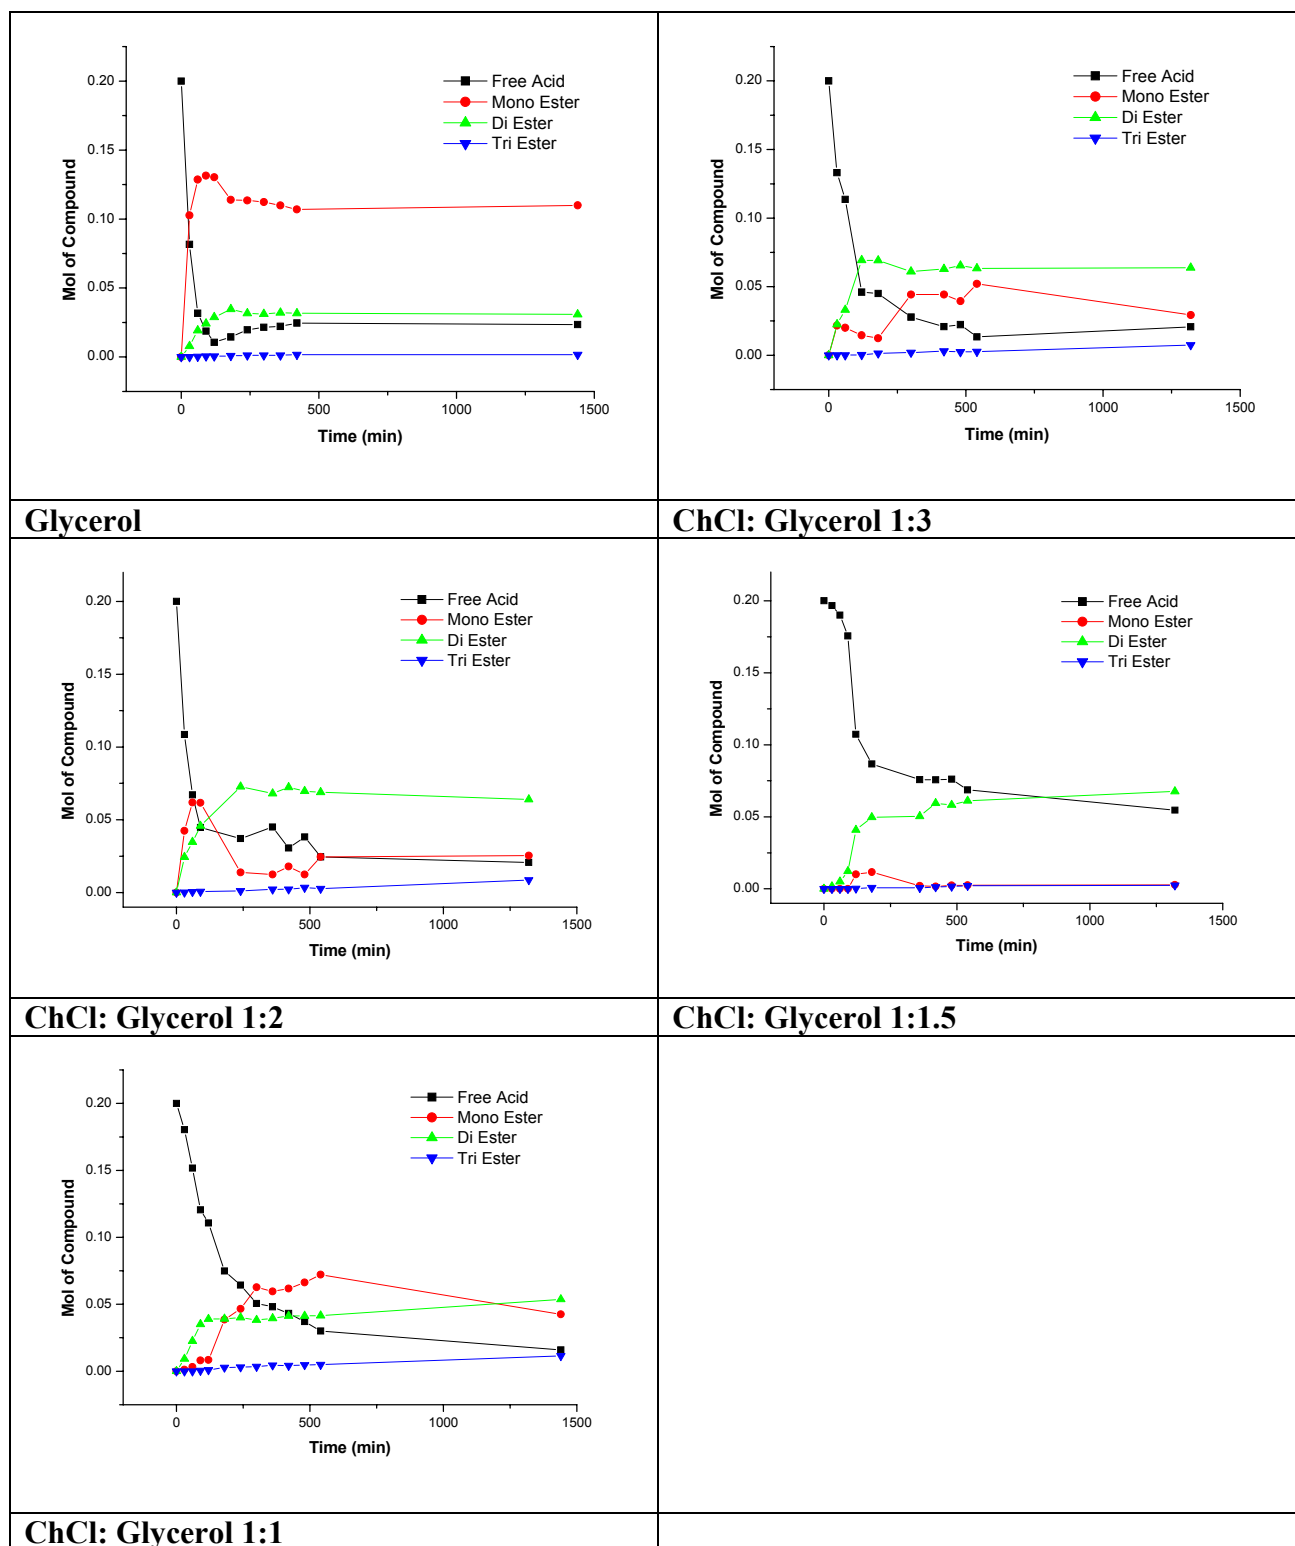 Mol of Compound
0.20
0.15
0.10
0.05
0.00
0
500
1000
1500
Time (min)
Free Acid
Mono Ester
Di Ester
Tri Ester
Mol of Compound
0.20
0.15
0.10
0.05
0.00
0
500
1000
1500
Time (min)
Free Acid
Mono Ester
Di Ester
Tri Ester
Glycerol
ChCl: Glycerol 1:3
Mol of Compound
0.20
0.15
0.10
0.05
0.00
0
500
1000
1500
Time (min)
Free Acid
Mono Ester
Di Ester
Tri Ester
Mol of Compound
0.20
0.15
0.10
0.05
0.00
0
500
1000
1500
Time (min)
Free Acid
Mono Ester
Di Ester
Tri Ester
ChCl: Glycerol 1:2
ChCl: Glycerol 1:1.5
Mol of Compound
0.20
0.15
0.10
0.05
0.00
0
500
1000
1500
Time (min)
Free Acid
Mono Ester
Di Ester
Tri Ester
ChCl: Glycerol 1:1